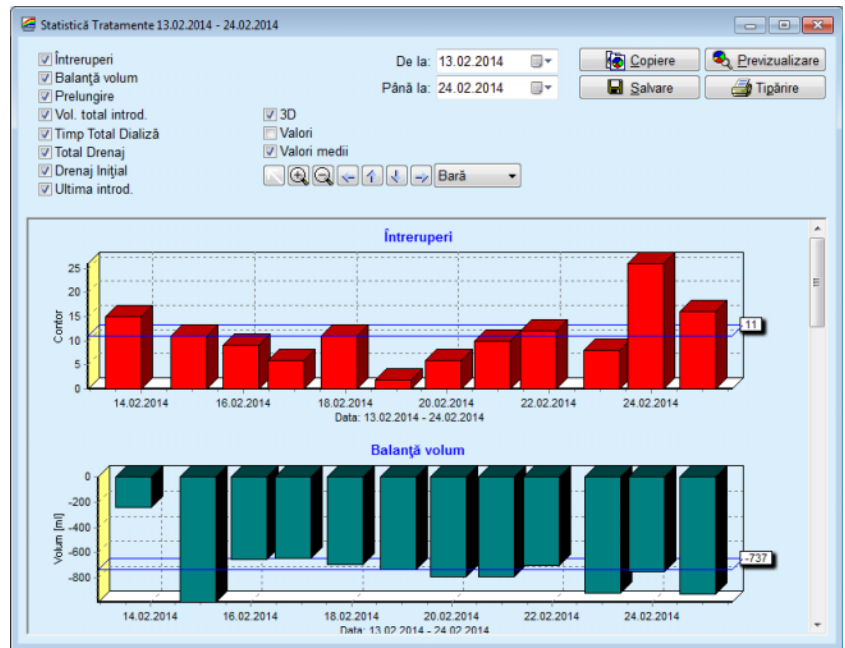 Statistică Tratamente 13.02.2014 - 24.02.2014
Întreruperi
Balanţă volum
Prelungire
Vol. total introd.
Timp Total Dializă
Total Drenaj
Drenaj Iniţial
Ultima introd.
3D
Valori
Valori medii
De la: 13.02.2014
Până la: 24.02.2014
Copiere
Previzualizare
Salvare
Tipărire
Bară
Întreruperi
Contor
25
20
15
10
5
0
11
14.02.2014 16.02.2014 18.02.2014 20.02.2014 22.02.2014 24.02.2014
Data: 13.02.2014 - 24.02.2014
Balanţă volum
Volum [ml]
0
-200
-400
-600
-800
-737
14.02.2014 16.02.2014 18.02.2014 20.02.2014 22.02.2014 24.02.2014
Data: 13.02.2014 - 24.02.2014